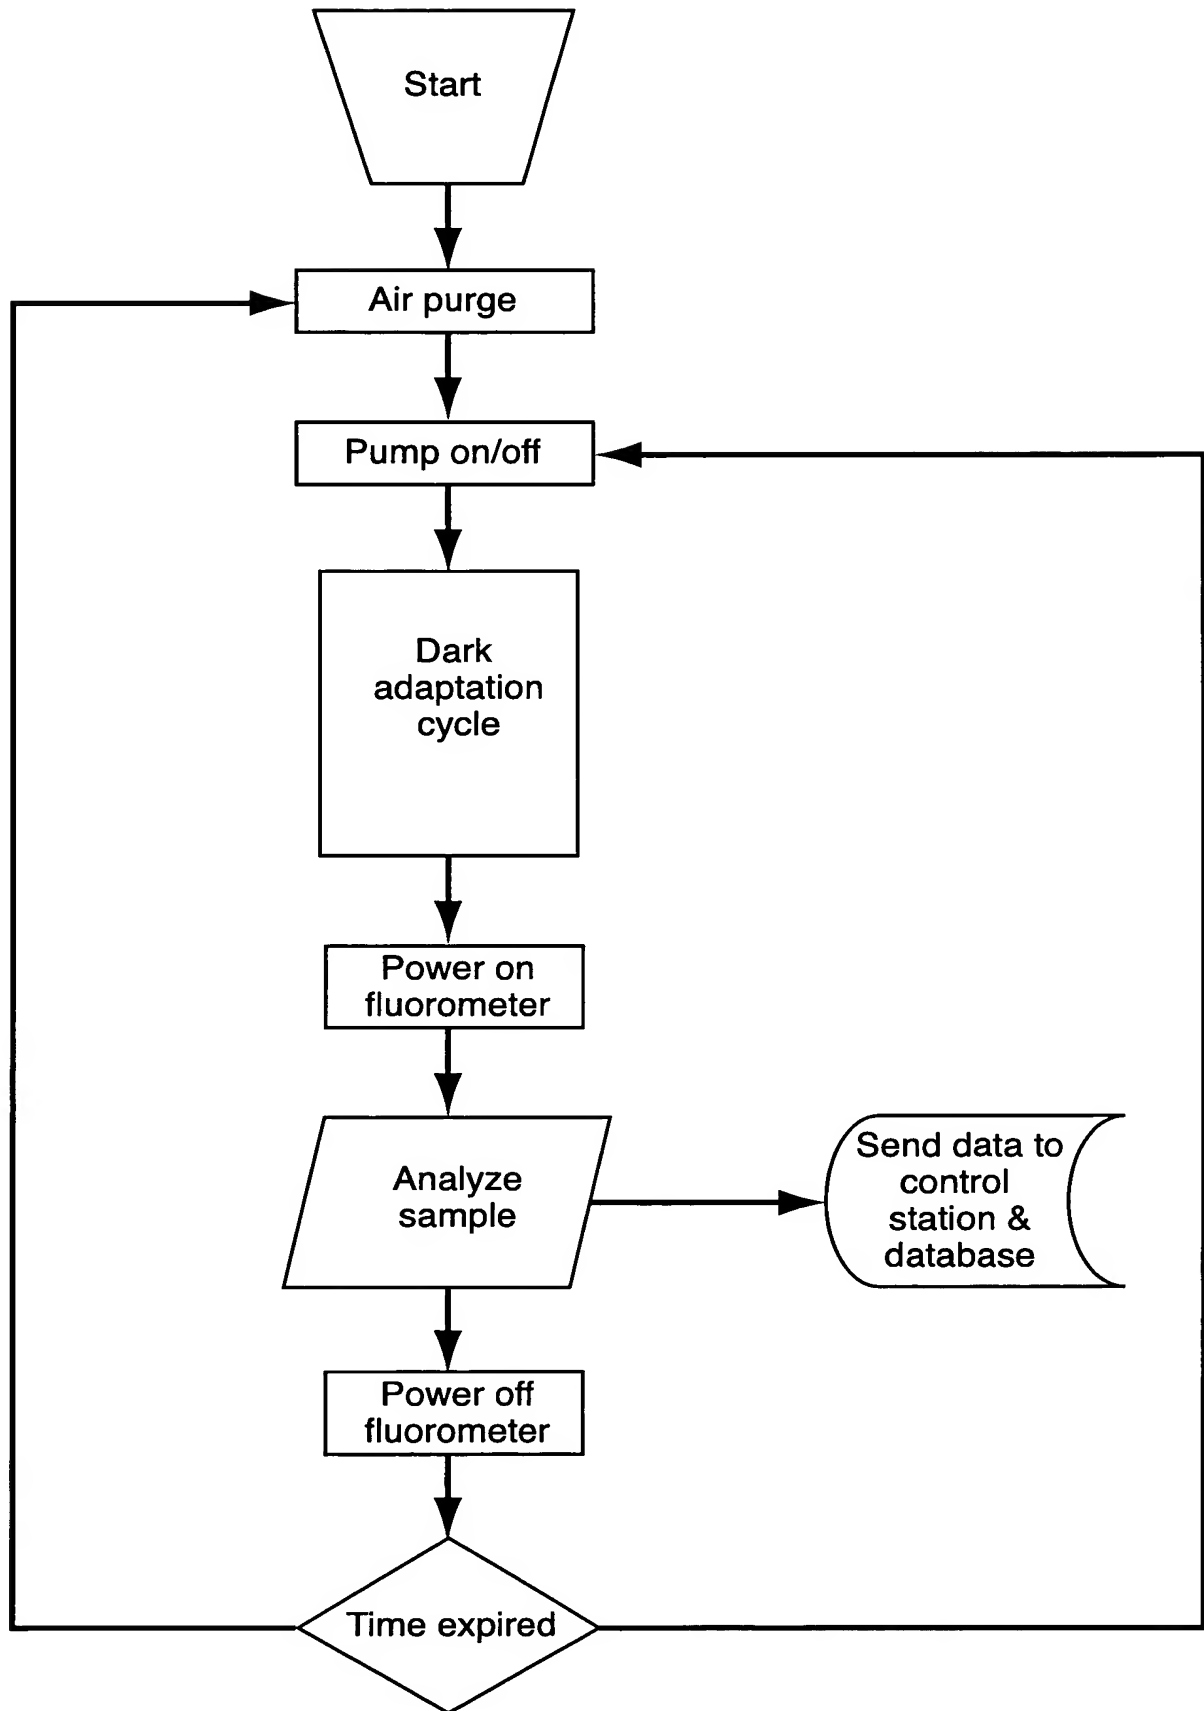 Start
Air purge
Pump on/off
Dark
adaptation
cycle
Power on
fluorometer
Analyze
sample
Send data to
control
station &
database
Power off
fluorometer
Time expired